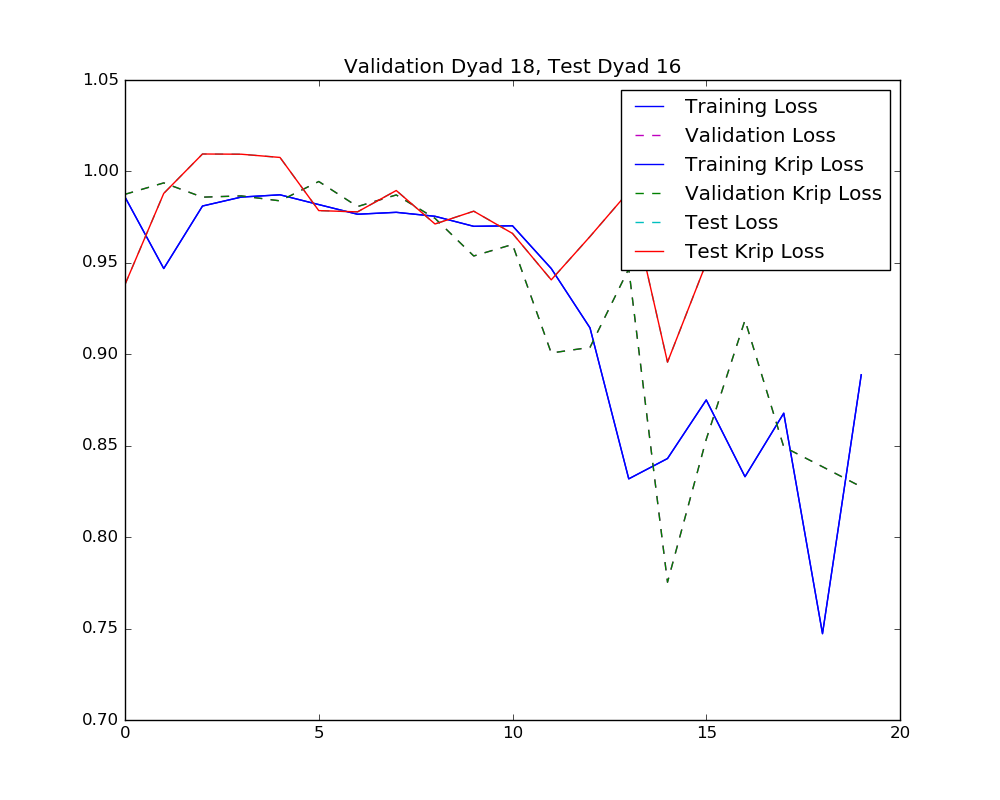 Validation Dyad 18, Test Dyad 16
1.05
1.00
0.95
0.90
0.85
0.80
0.75
0.70
0
5
10
15
20
Training Loss
Validation Loss
Training Krip Loss
Validation Krip Loss
Test Loss
Test Krip Loss